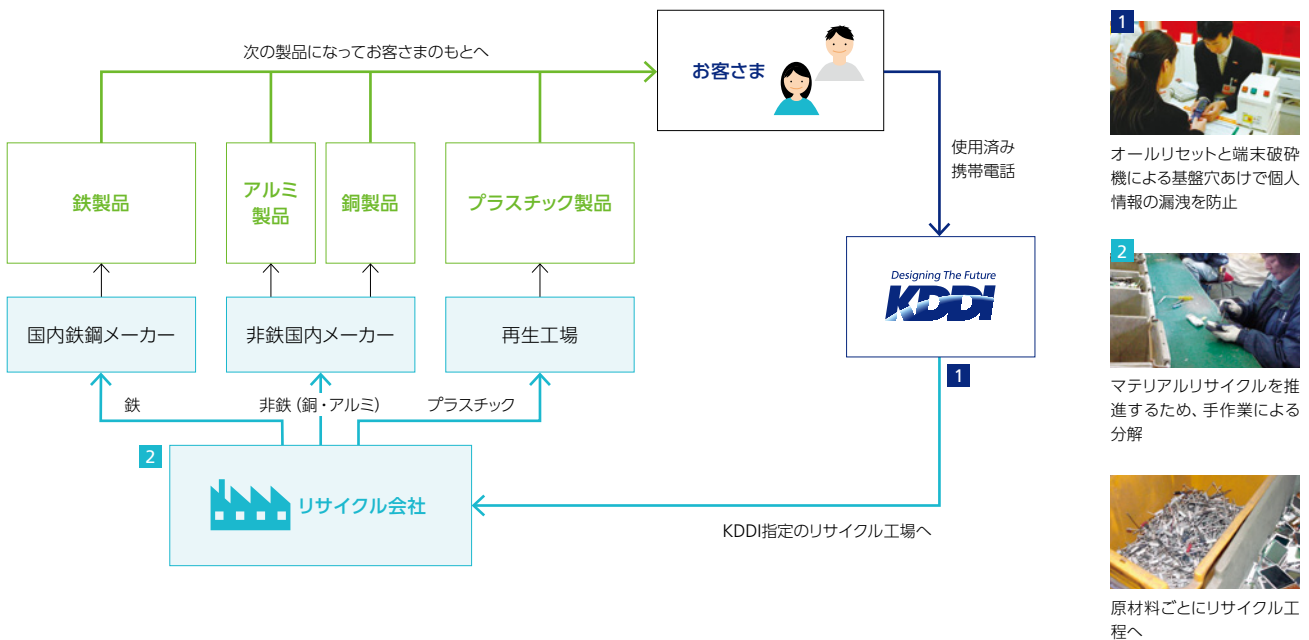 次の製品になってお客さまのもとへ
お客さま
使用済み
携帯電話
鉄製品
アルミ
製品
銅製品
プラスチック製品
Designing The Future
KDDI
国内鉄鋼メーカー
非鉄国内メーカー
再生工場
1
鉄
非鉄（銅・アルミ）
プラスチック
2
リサイクル会社
KDDI指定のリサイクル工場へ
1
オールリセットと端末破砕
機による基盤穴あけで個人
情報の漏洩を防止
2
マテリアルリサイクルを推
進するため、手作業による
分解
原材料ごとにリサイクル工
程へ